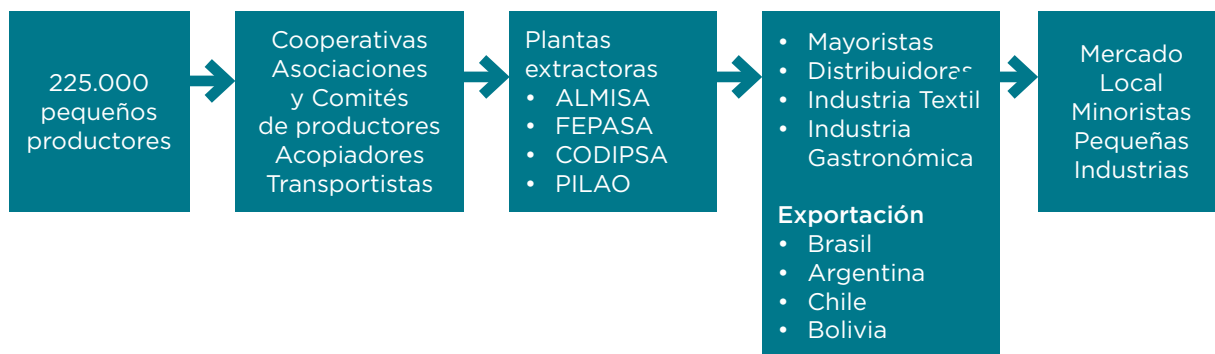 225.000
pequeños
productores
Cooperativas
Asociaciones
y Comités
de productores
Acopiadores
Transportistas
Plantas
extractoras
• ALMISA
• FEPASA
• CODIPSA
• PILAO
• Mayoristas
• Distribuidoras
• Industria Textil
• Industria
Gastronómica
Exportación
• Brasil
• Argentina
• Chile
• Bolivia
Mercado
Local
Minoristas
Pequeñas
Industrias